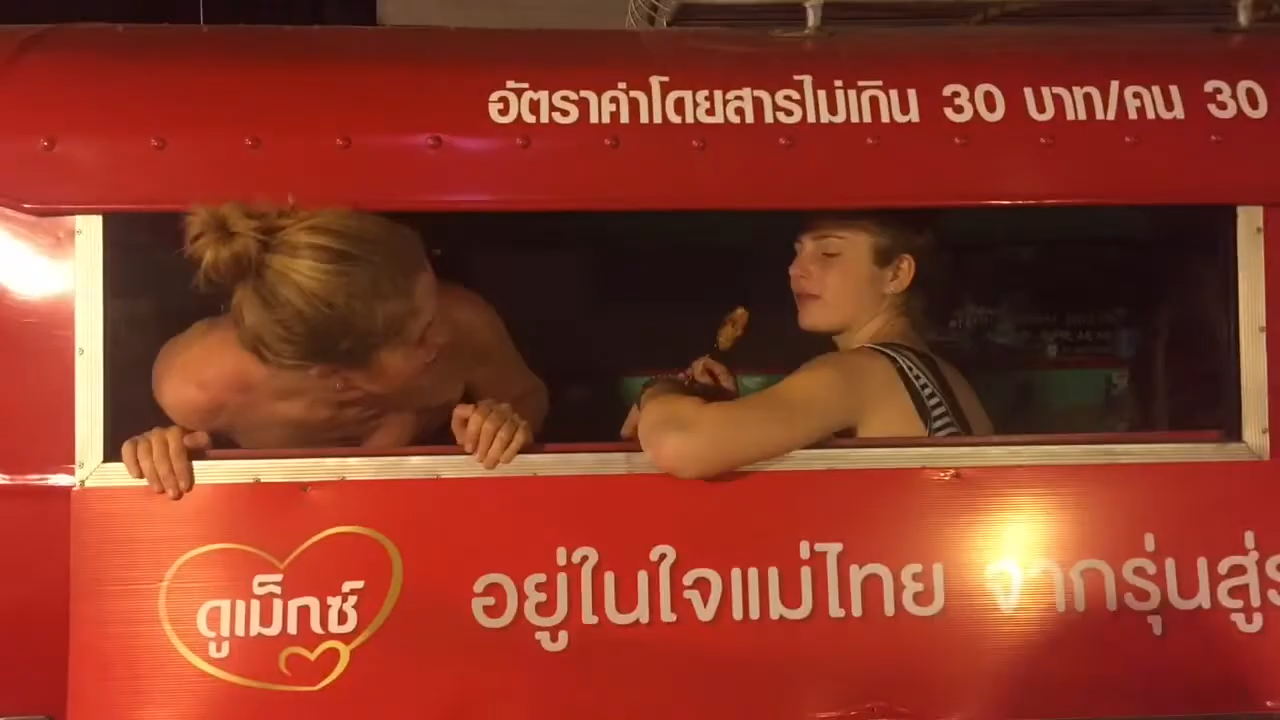 อัตราค่าโดยสารไม่เกิน 30 บาท/คน 30
ดูเม็กซ์
อยู่ในใจแม่ไทย จากรุ่นสู่